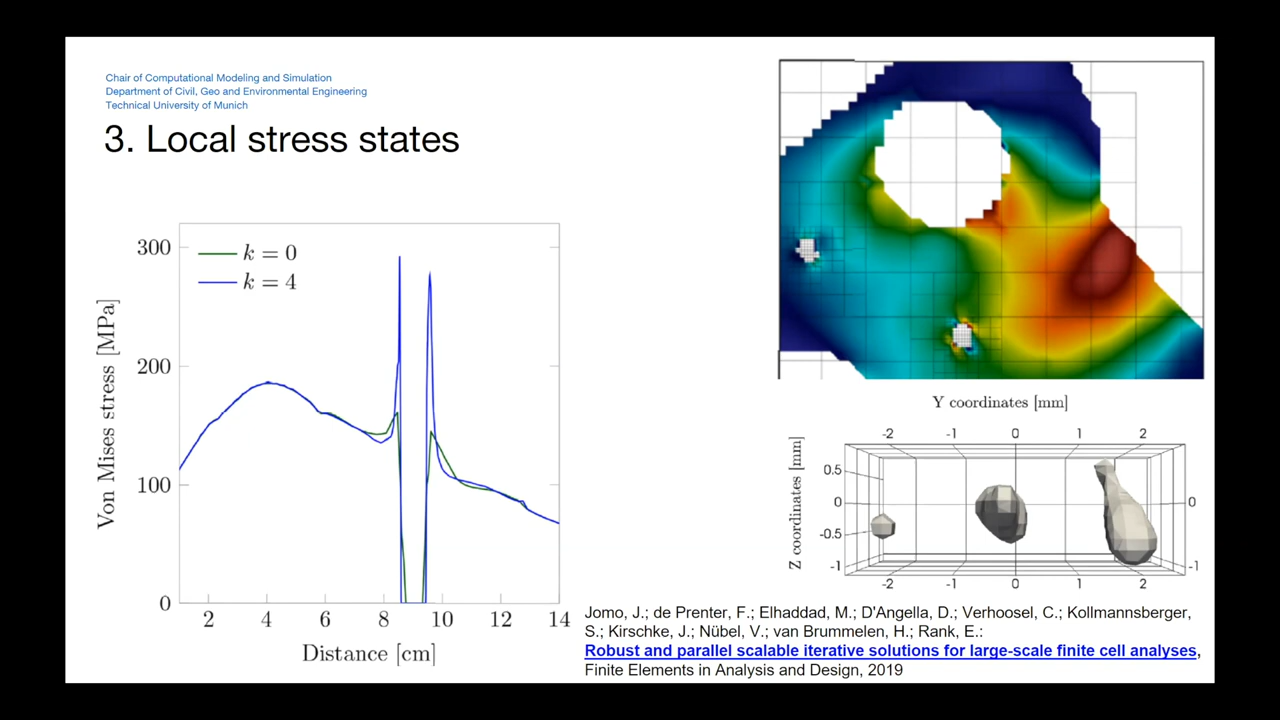 Chair of Computational Modeling and Simulation
Department of Civil, Geo and Environmental Engineering
Technical University of Munich
3. Local stress states
300
200
100
0
k = 0
k = 4
Von Mises stress [MPa]
2 4 6 8 10 12 14
Distance [cm]
Y coordinates [mm]
-2 -1 0 1 2
Z coordinates [mm]
0.5
0
-0.5
-1
0
-1
-2 -1 0 1 2
Jomo, J.; de Prenter, F.; Elhaddad, M.; D'Angella, D.; Verhoosel, C.; Kollmannsberger,
S.; Kirschke, J.; Nübel, V.; van Brummelen, H.; Rank, E.:
Robust and parallel scalable iterative solutions for large-scale finite cell analyses,
Finite Elements in Analysis and Design, 2019